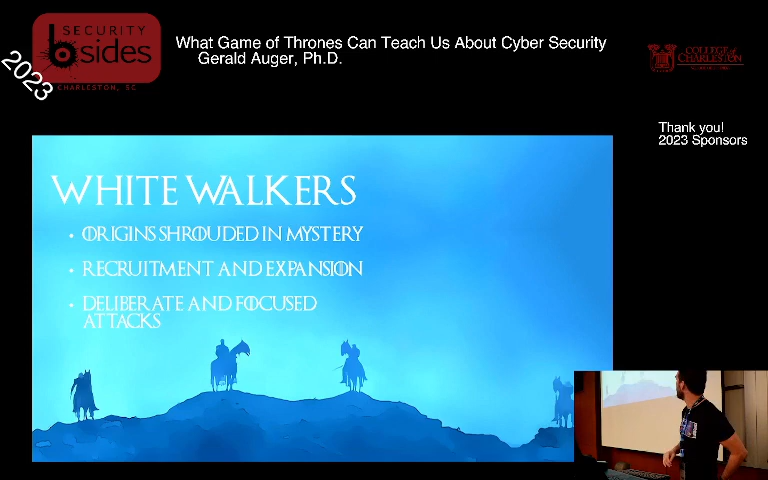 SECURITY
bsides
CHARLESTON, SC
2023
What Game of Thrones Can Teach Us About Cyber Security
Gerald Auger, Ph.D.
COLLEGE of
CHARLESTON
Thank you!
2023 Sponsors
WHITE WALKERS
• ORIGINS SHROUDED IN MYSTERY
• RECRUITMENT AND EXPANSION
• DELIBERATE AND FOCUSED
ATTACKS